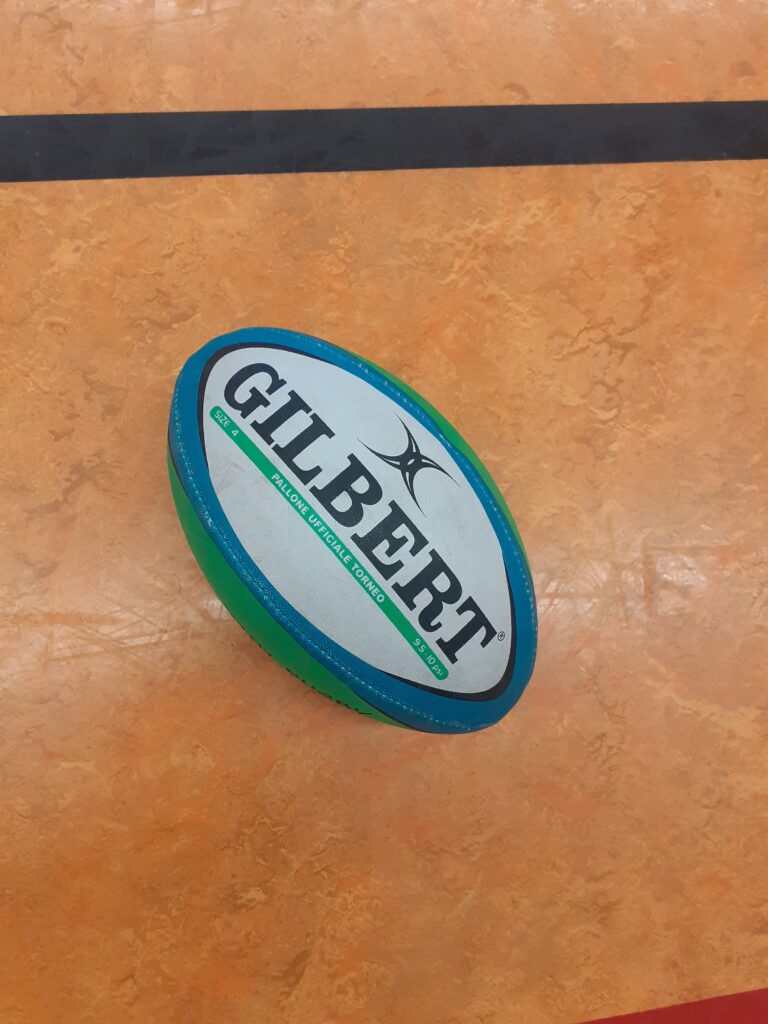 GILBERT®
SIZE 4 PALLONE UFFICIALE TORNEO 9.5-10 psi